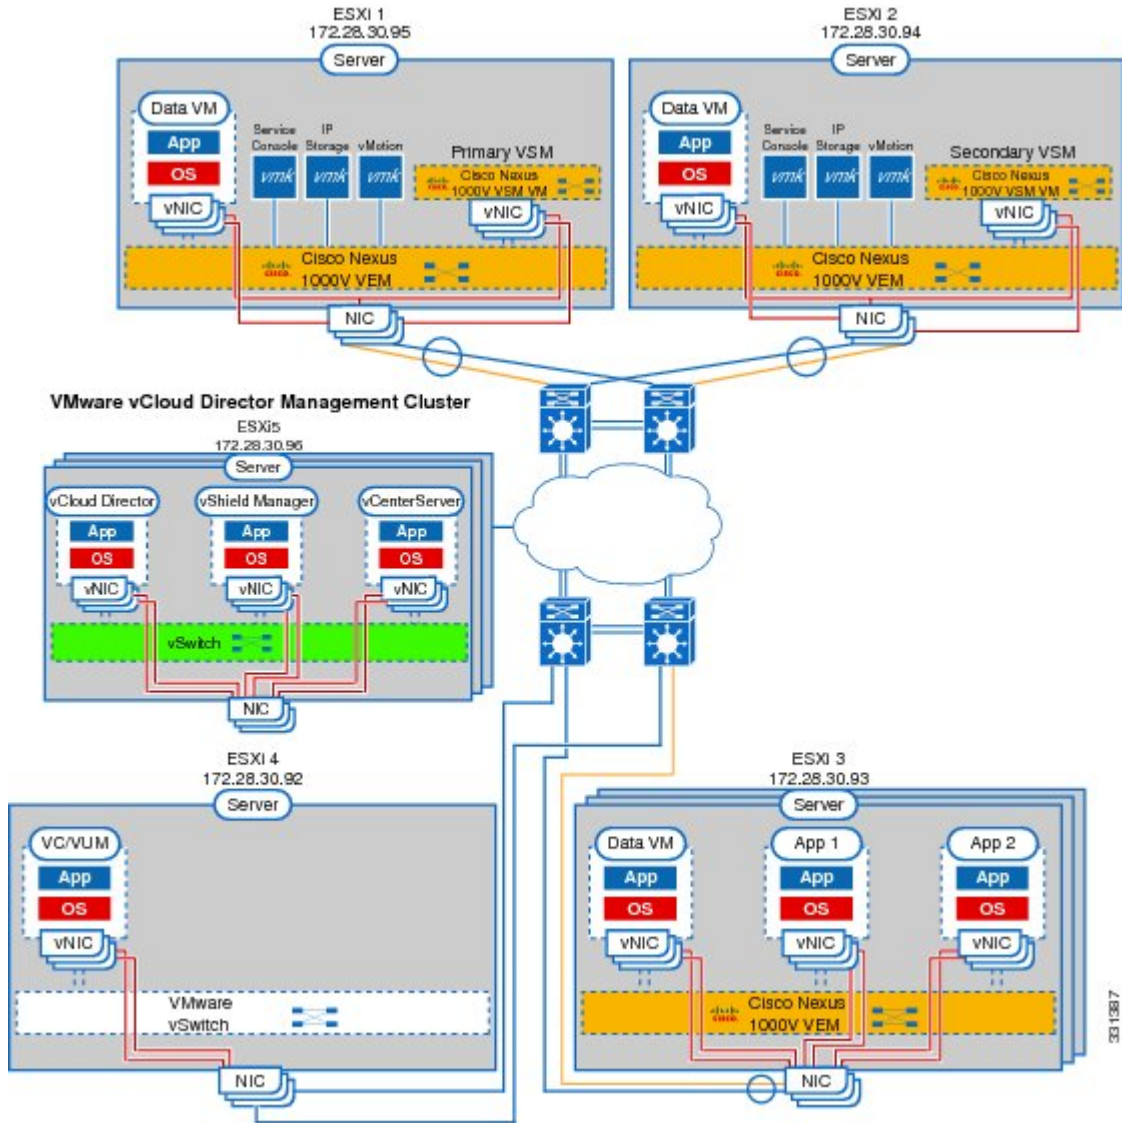 ESXi 1
172.28.30.95
Server
Data VM
App
OS
vNIC
Service
Console
vmk
IP
Storage
vmk
vMotion
vmk
Primary VSM
CISCO
Cisco Nexus
1000V VSM VM
vNIC
CISCO
Cisco Nexus
1000V VEM
NIC
ESXi 2
172.28.30.94
Server
Data VM
App
OS
vNIC
Service
Console
vmk
IP
Storage
vmk
vMotion
vmk
Secondary VSM
CISCO
Cisco Nexus
1000V VSM VM
vNIC
CISCO
Cisco Nexus
1000V VEM
NIC
VMware vCloud Director Management Cluster
ESXi5
172.28.30.96
Server
vCloud Director
App
OS
vNIC
vShield Manager
App
OS
vNIC
vCenterServer
App
OS
vNIC
vSwitch
NIC
ESXi 4
172.28.30.92
Server
VC/VUM
App
OS
vNIC
VMware
vSwitch
NIC
ESXi 3
172.28.30.93
Server
Data VM
App
OS
vNIC
App 1
App
OS
vNIC
App 2
App
OS
vNIC
CISCO
Cisco Nexus
1000V VEM
NIC
331387